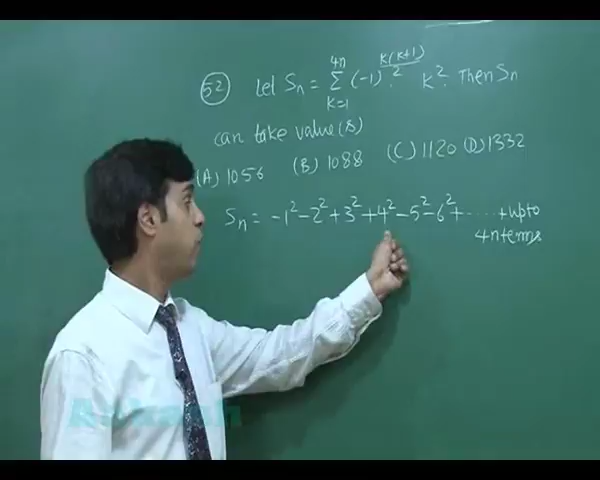 52 Let Sₙ = Σ_{k=1}^{4n} (-1)^{k(k+1)/2} k². Then Sₙ
can take value(s)
(A) 1056 (B) 1088 (C) 1120 (D) 1332
Sₙ = -1² - 2² + 3² + 4² - 5² - 6² + ...... + upto
4n terms
Aakash